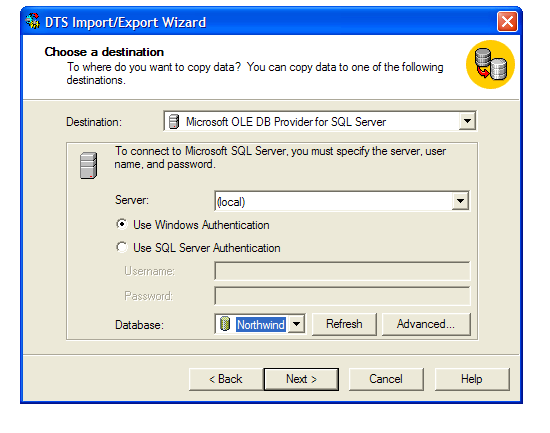 DTS Import/Export Wizard
Choose a destination
To where do you want to copy data? You can copy data to one of the following
destinations.
Destination: Microsoft OLE DB Provider for SQL Server
To connect to Microsoft SQL Server, you must specify the server, user
name, and password.
Server: (local)
Use Windows Authentication
Use SQL Server Authentication
Username:
Password:
Database: Northwind Refresh Advanced...
< Back Next > Cancel Help